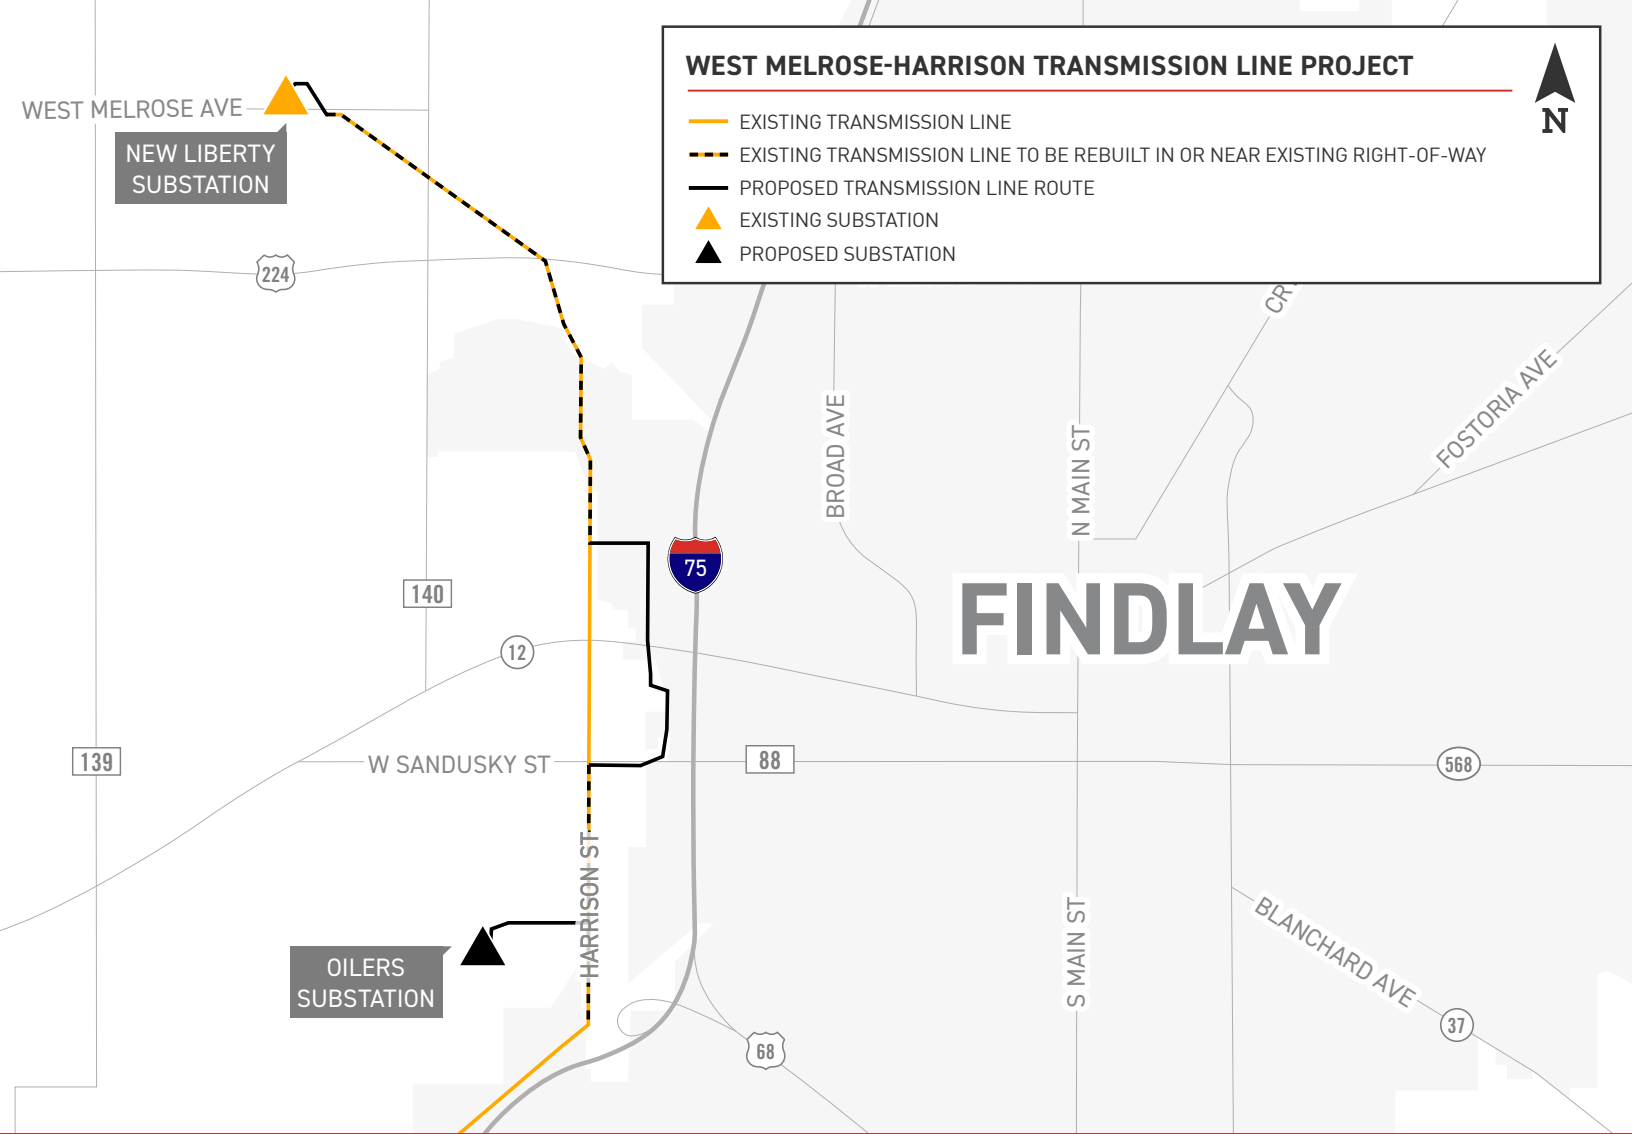 WEST MELROSE-HARRISON TRANSMISSION LINE PROJECT
EXISTING TRANSMISSION LINE
EXISTING TRANSMISSION LINE TO BE REBUILT IN OR NEAR EXISTING RIGHT-OF-WAY
PROPOSED TRANSMISSION LINE ROUTE
EXISTING SUBSTATION
PROPOSED SUBSTATION
N
WEST MELROSE AVE
NEW LIBERTY
SUBSTATION
224
CR
FOSTORIA AVE
BROAD AVE
N MAIN ST
75
140
FINDLAY
12
139
W SANDUSKY ST
88
568
HARRISON ST
S MAIN ST
BLANCHARD AVE
OILERS
SUBSTATION
37
68